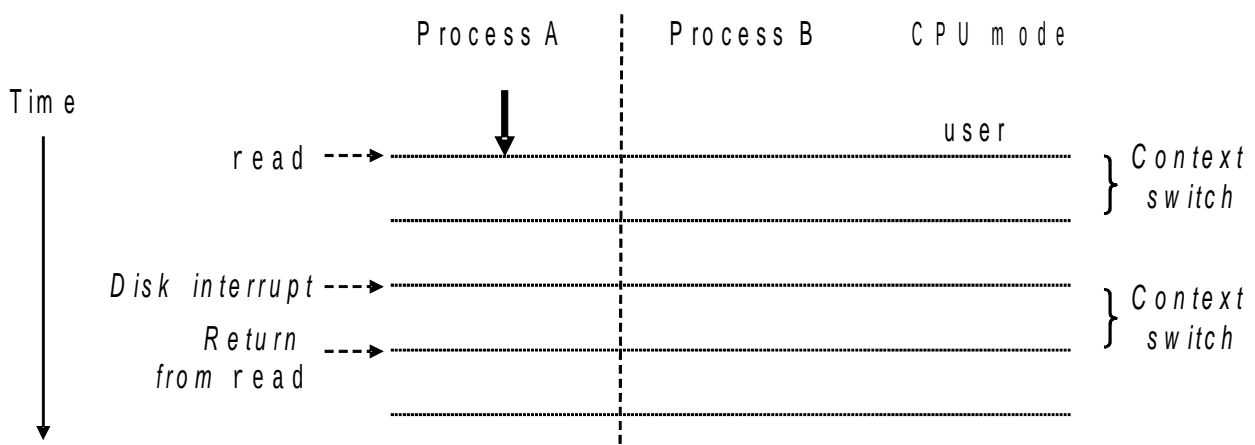 Process A
Process B
CPU mode
Time
user
read
Context
switch
Disk interrupt
Context
switch
Return
from read